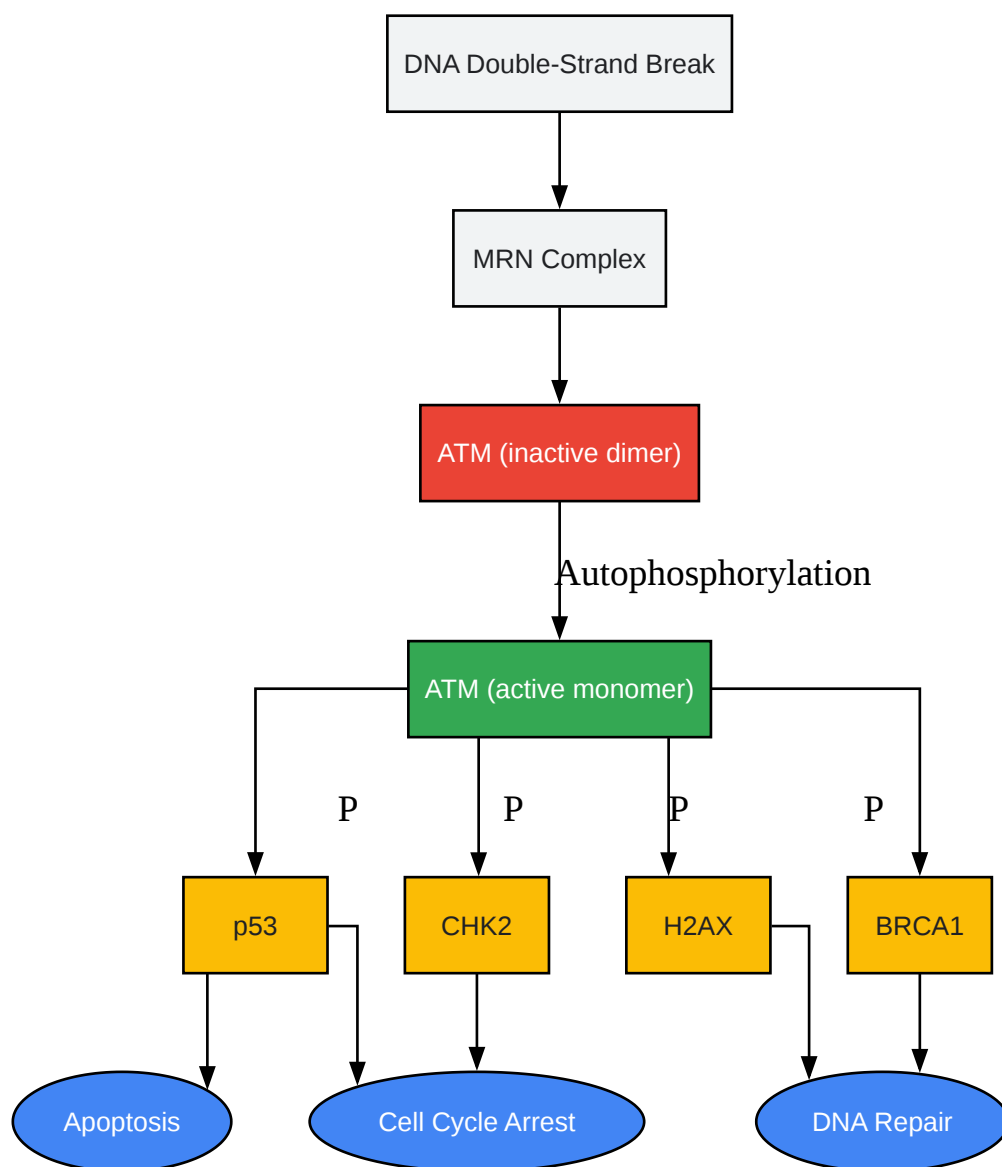 DNA Double-Strand Break
MRN Complex
ATM (inactive dimer)
Autophosphorylation
ATM (active monomer)
P
P
P
P
p53
CHK2
H2AX
BRCA1
Apoptosis
Cell Cycle Arrest
DNA Repair